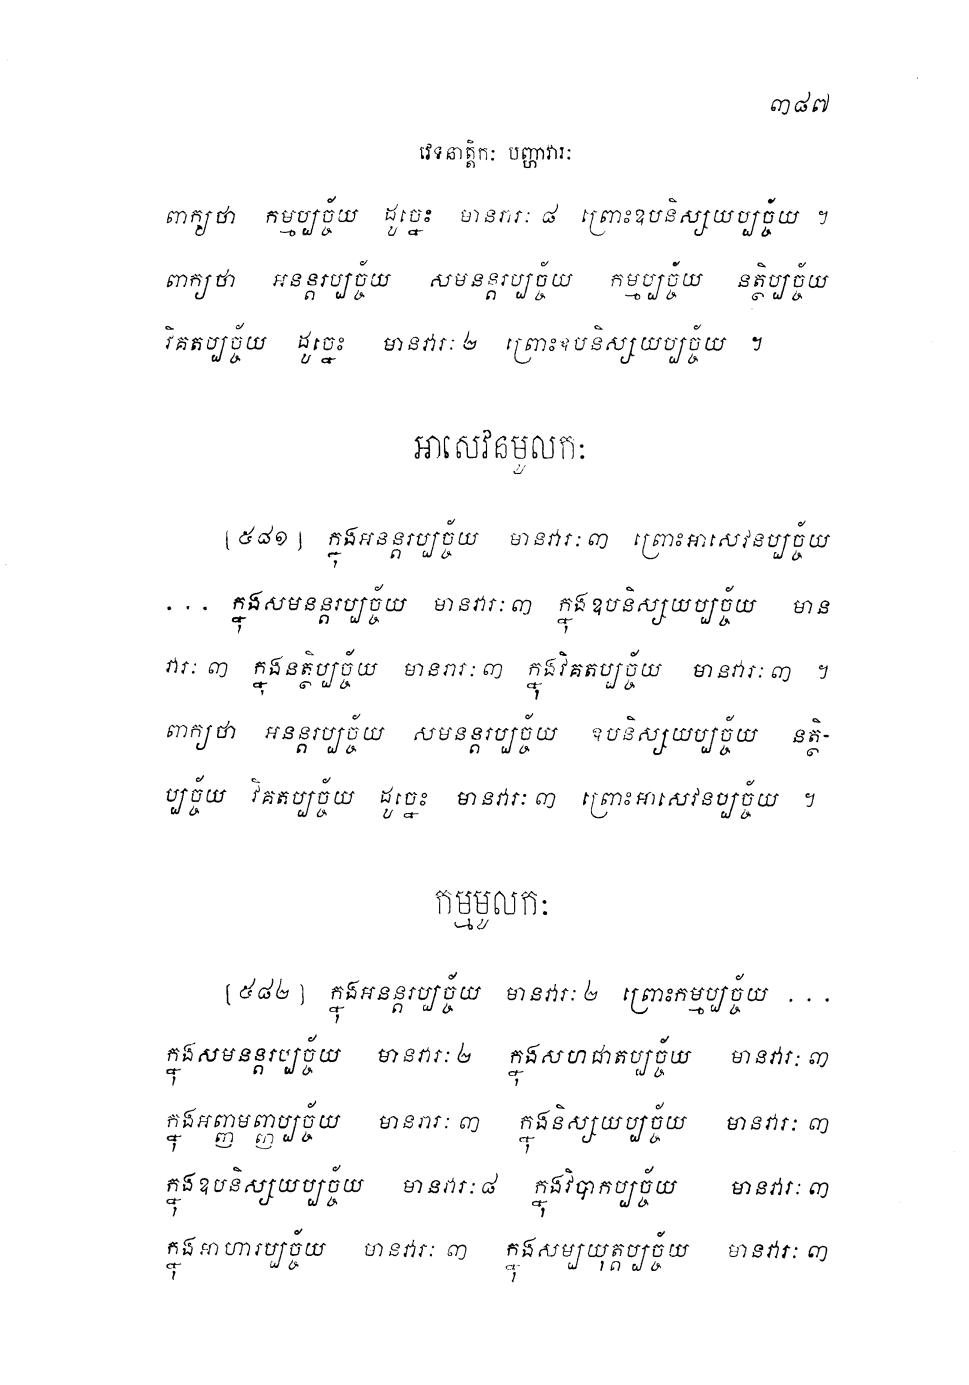 ៣៨៧
វេទនាត្តិកៈ បញ្ហាវារៈ
ពាក្យថា កម្មប្បច្ច័យ ដូច្នេះ មានវារៈ ៨ ព្រោះឧបនិស្សយប្បច្ច័យ ។
ពាក្យថា អនន្តរប្បច្ច័យ សមនន្តរប្បច្ច័យ កម្មប្បច្ច័យ នត្ថិប្បច្ច័យ
វិគតប្បច្ច័យ ដូច្នេះ មានវារៈ ២ ព្រោះឧបនិស្សយប្បច្ច័យ ។
អាសេវនមូលកៈ
[៥៨១] ក្នុងអនន្តរប្បច្ច័យ មានវារៈ ៣ ព្រោះអាសេវនប្បច្ច័យ
... ក្នុងសមនន្តរប្បច្ច័យ មានវារៈ ៣ ក្នុងឧបនិស្សយប្បច្ច័យ មាន
វារៈ ៣ ក្នុងនត្ថិប្បច្ច័យ មានវារៈ ៣ ក្នុងវិគតប្បច្ច័យ មានវារៈ ៣ ។
ពាក្យថា អនន្តរប្បច្ច័យ សមនន្តរប្បច្ច័យ ឧបនិស្សយប្បច្ច័យ នត្ថិ-
ប្បច្ច័យ វិគតប្បច្ច័យ ដូច្នេះ មានវារៈ ៣ ព្រោះអាសេវនប្បច្ច័យ ។
កម្មមូលកៈ
[៥៨២] ក្នុងអនន្តរប្បច្ច័យ មានវារៈ ២ ព្រោះកម្មប្បច្ច័យ ...
ក្នុងសមនន្តរប្បច្ច័យ មានវារៈ ២ ក្នុងសហជាតប្បច្ច័យ មានវារៈ ៣
ក្នុងអញ្ញមញ្ញប្បច្ច័យ មានវារៈ ៣ ក្នុងនិស្សយប្បច្ច័យ មានវារៈ ៣
ក្នុងឧបនិស្សយប្បច្ច័យ មានវារៈ ៨ ក្នុងវិបាកប្បច្ច័យ មានវារៈ ៣
ក្នុងអាហារប្បច្ច័យ មានវារៈ ៣ ក្នុងសម្បយុត្តប្បច្ច័យ មានវារៈ ៣